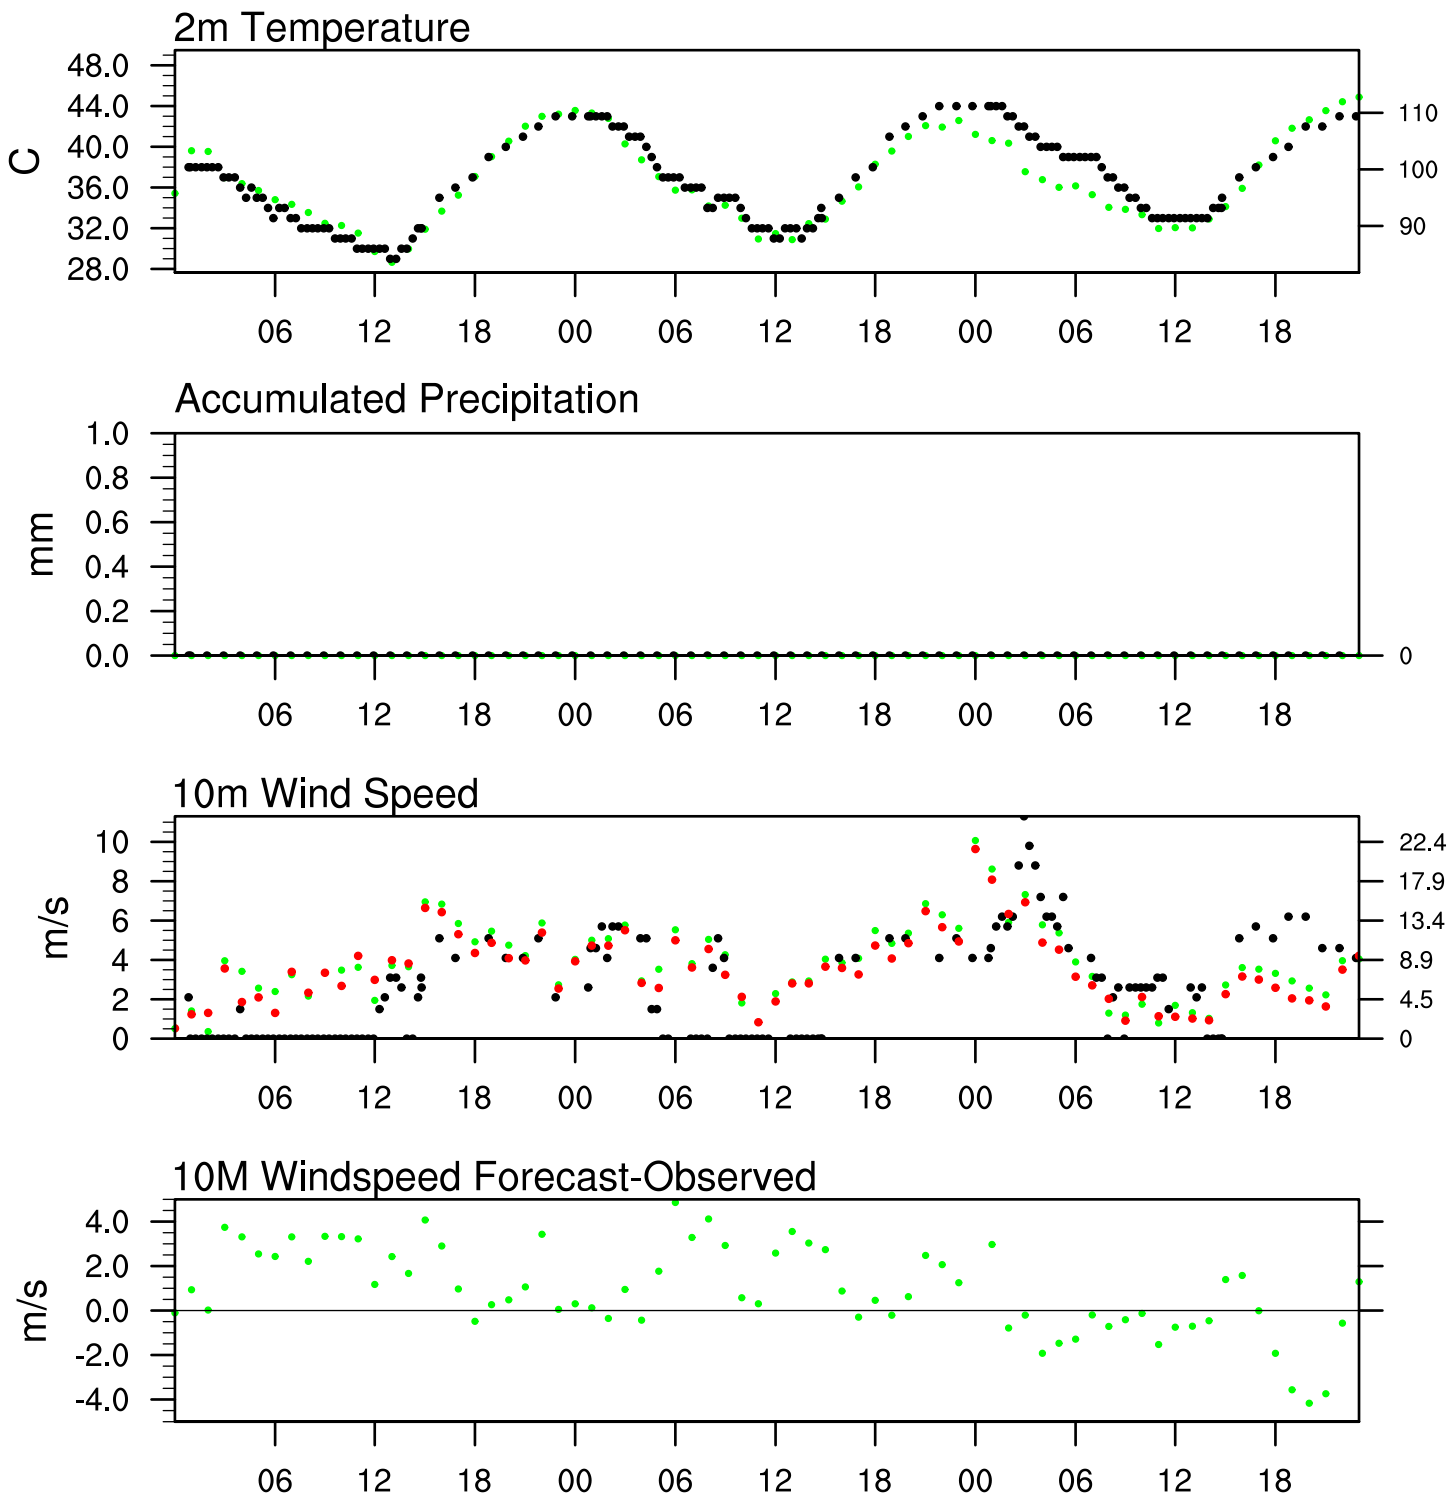 2m Temperature
48.0
44.0 110
40.0
36.0 100
32.0 90
28.0
C
06 12 18 00 06 12 18 00 06 12 18
Accumulated Precipitation
1.0
0.8
0.6
0.4
0.2
0.0 0
mm
06 12 18 00 06 12 18 00 06 12 18
10m Wind Speed
10 22.4
8 17.9
6 13.4
4 8.9
2 4.5
0 0
m/s
06 12 18 00 06 12 18 00 06 12 18
10M Windspeed Forecast-Observed
4.0
2.0
0.0
-2.0
-4.0
m/s
06 12 18 00 06 12 18 00 06 12 18